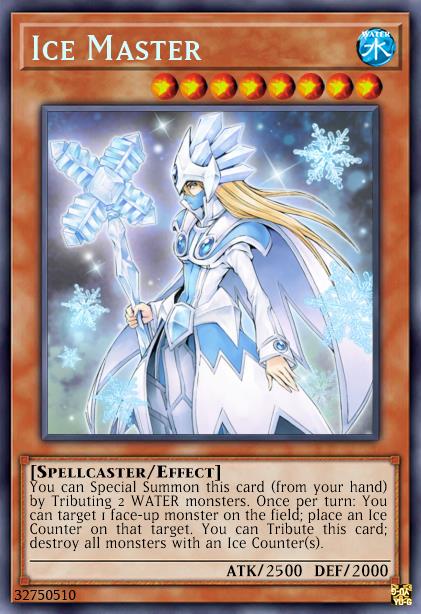 ICE MASTER
WATER
水
[SPELLCASTER/EFFECT]
You can Special Summon this card (from your hand)
by Tributing 2 WATER monsters. Once per turn: You
can target 1 face-up monster on the field; place an Ice
Counter on that target. You can Tribute this card;
destroy all monsters with an Ice Counter(s).
ATK/2500 DEF/2000
32750510